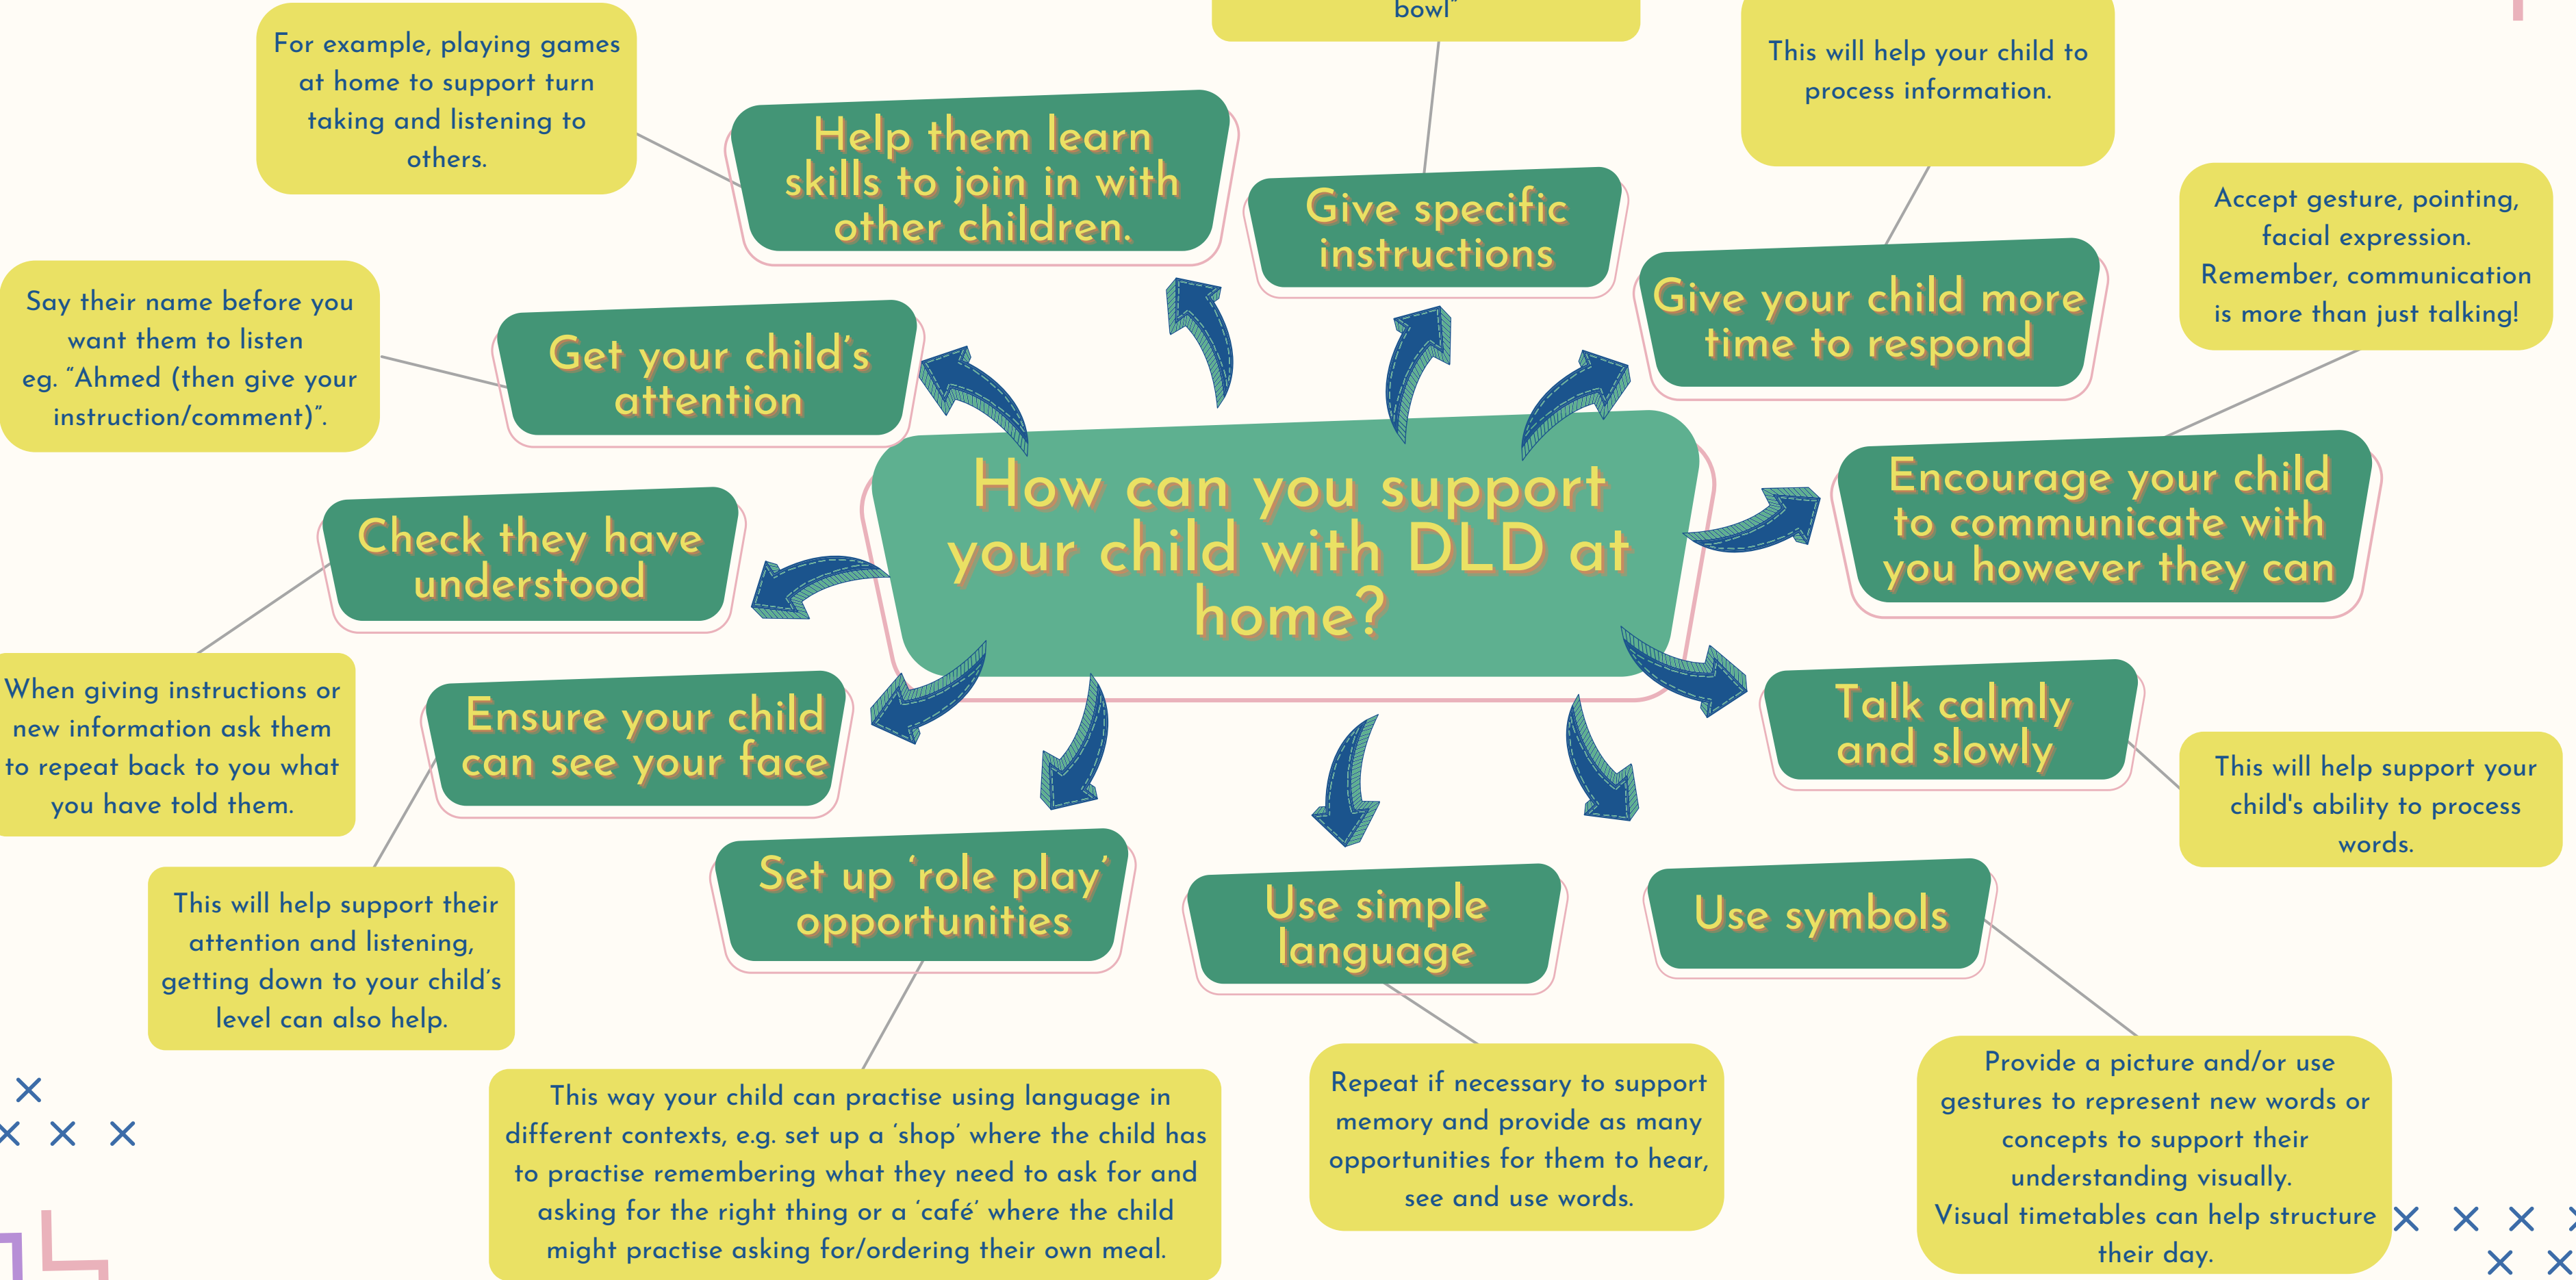 bowl”
For example, playing games
at home to support turn
taking and listening to
others.
Help them learn
skills to join in with
other children.
Give specific
instructions
This will help your child to
process information.
Give your child more
time to respond
Accept gesture, pointing,
facial expression.
Remember, communication
is more than just talking!
Say their name before you
want them to listen
eg. “Ahmed (then give your
instruction/comment)”.
Get your child’s
attention
How can you support
your child with DLD at
home?
Encourage your child
to communicate with
you however they can
Check they have
understood
When giving instructions or
new information ask them
to repeat back to you what
you have told them.
Ensure your child
can see your face
This will help support their
attention and listening,
getting down to your child’s
level can also help.
Talk calmly
and slowly
This will help support your
child's ability to process
words.
Set up ‘role play’
opportunities
This way your child can practise using language in
different contexts, e.g. set up a ‘shop’ where the child has
to practise remembering what they need to ask for and
asking for the right thing or a ‘café’ where the child
might practise asking for/ordering their own meal.
Use simple
language
Repeat if necessary to support
memory and provide as many
opportunities for them to hear,
see and use words.
Use symbols
Provide a picture and/or use
gestures to represent new words or
concepts to support their
understanding visually.
Visual timetables can help structure
their day.